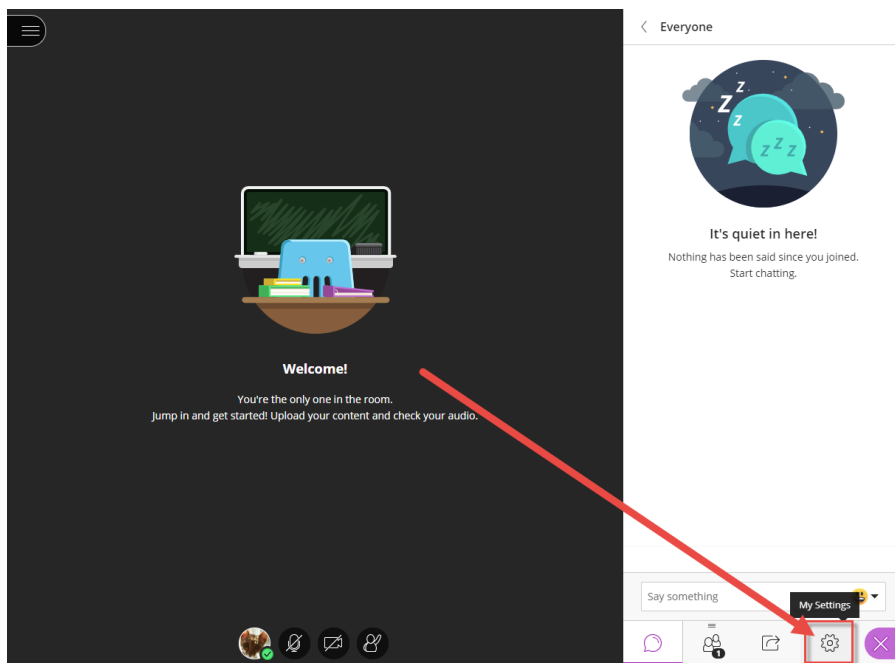 Everyone
Z
Z
Z
Z Z Z
It's quiet in here!
Nothing has been said since you joined.
Start chatting.
Welcome!
You're the only one in the room.
Jump in and get started! Upload your content and check your audio.
Say something
My Settings
1